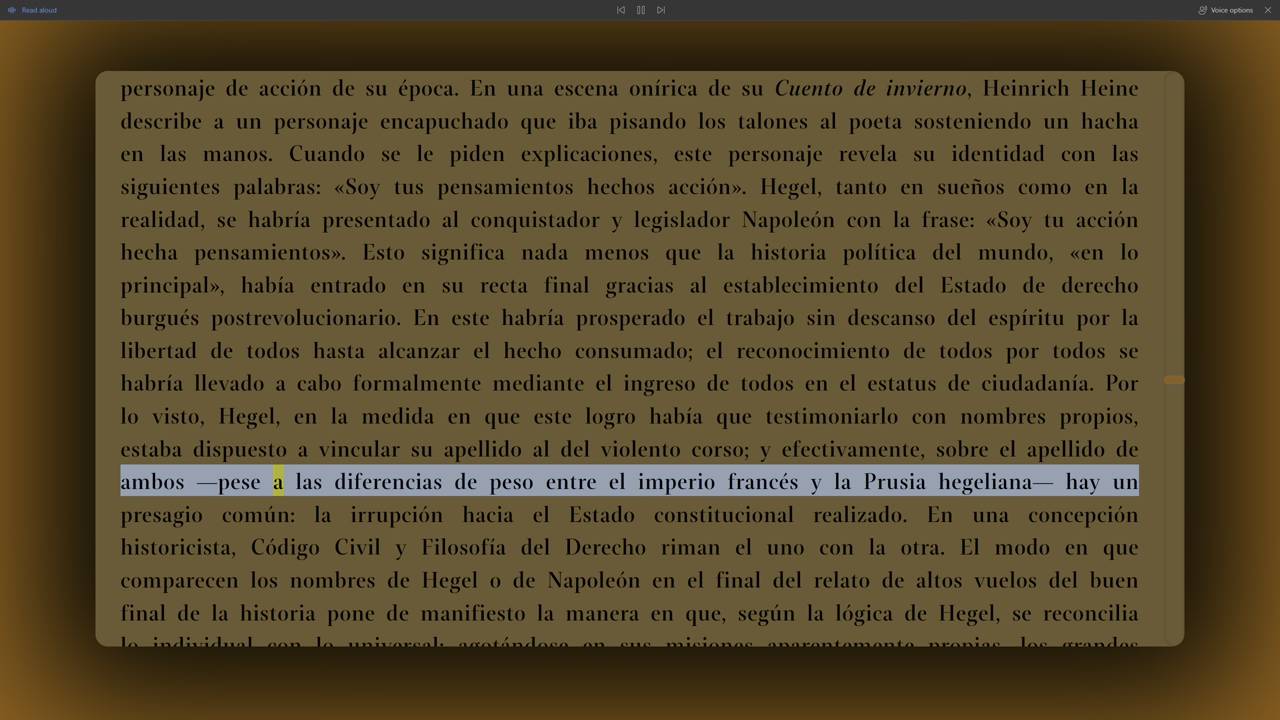 Read aloud
Voice options
personaje de acción de su época. En una escena onírica de su Cuento de invierno, Heinrich Heine
describe a un personaje encapuchado que iba pisando los talones al poeta sosteniendo un hacha
en las manos. Cuando se le piden explicaciones, este personaje revela su identidad con las
siguientes palabras: «Soy tus pensamientos hechos acción». Hegel, tanto en sueños como en la
realidad, se habría presentado al conquistador y legislador Napoleón con la frase: «Soy tu acción
hecha pensamientos». Esto significa nada menos que la historia política del mundo, «en lo
principal», había entrado en su recta final gracias al establecimiento del Estado de derecho
burgués postrevolucionario. En este habría prosperado el trabajo sin descanso del espíritu por la
libertad de todos hasta alcanzar el hecho consumado; el reconocimiento de todos por todos se
habría llevado a cabo formalmente mediante el ingreso de todos en el estatus de ciudadanía. Por
lo visto, Hegel, en la medida en que este logro había que testimoniarlo con nombres propios,
estaba dispuesto a vincular su apellido al del violento corso; y efectivamente, sobre el apellido de
ambos —pese a las diferencias de peso entre el imperio francés y la Prusia hegeliana— hay un
presagio común: la irrupción hacia el Estado constitucional realizado. En una concepción
historicista, Código Civil y Filosofía del Derecho riman el uno con la otra. El modo en que
comparecen los nombres de Hegel o de Napoleón en el final del relato de altos vuelos del buen
final de la historia pone de manifiesto la manera en que, según la lógica de Hegel, se reconcilia
lo individual con lo universal: agotándose en sus misiones aparentemente propias, los grandes